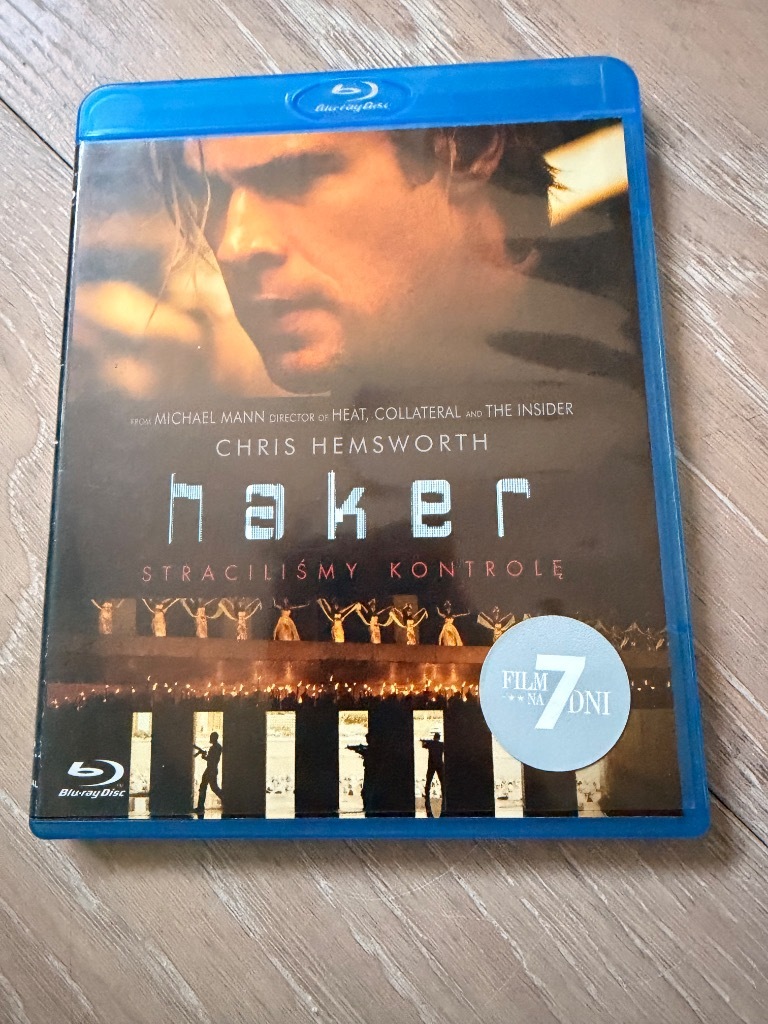 Blu-ray Disc
FROM MICHAEL MANN DIRECTOR OF HEAT, COLLATERAL AND THE INSIDER
CHRIS HEMSWORTH
haker
STRACILIŚMY KONTROLĘ
FILM
NA
7
DNI
Blu-ray Disc